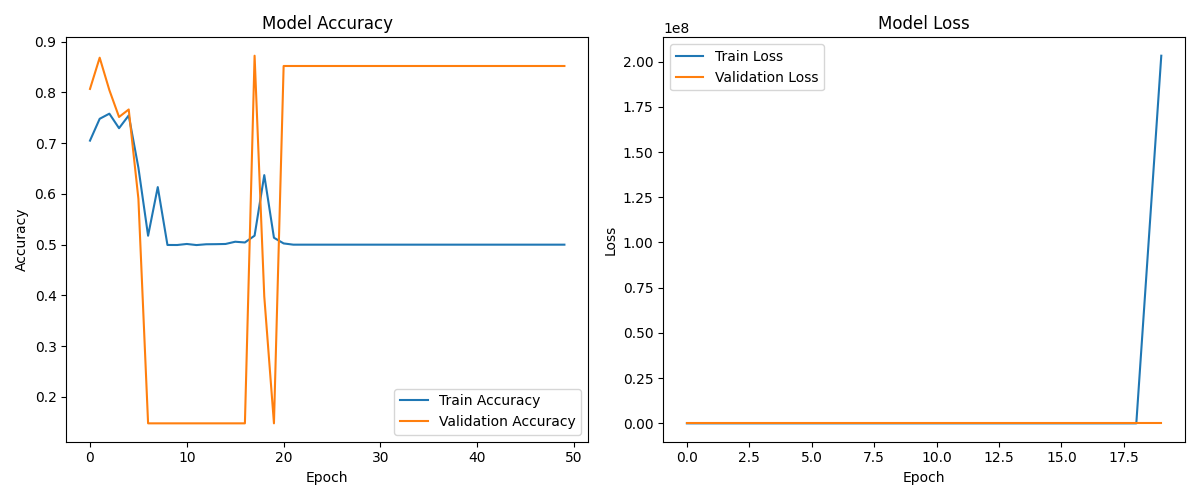 Model Accuracy
0.9
0.8
0.7
0.6
0.5
0.4
0.3
0.2
Accuracy
Train Accuracy
Validation Accuracy
0 10 20 30 40 50
Epoch
Model Loss
1e8
2.00
1.75
1.50
1.25
1.00
0.75
0.50
0.25
0.00
Loss
Train Loss
Validation Loss
0.0 2.5 5.0 7.5 10.0 12.5 15.0 17.5
Epoch